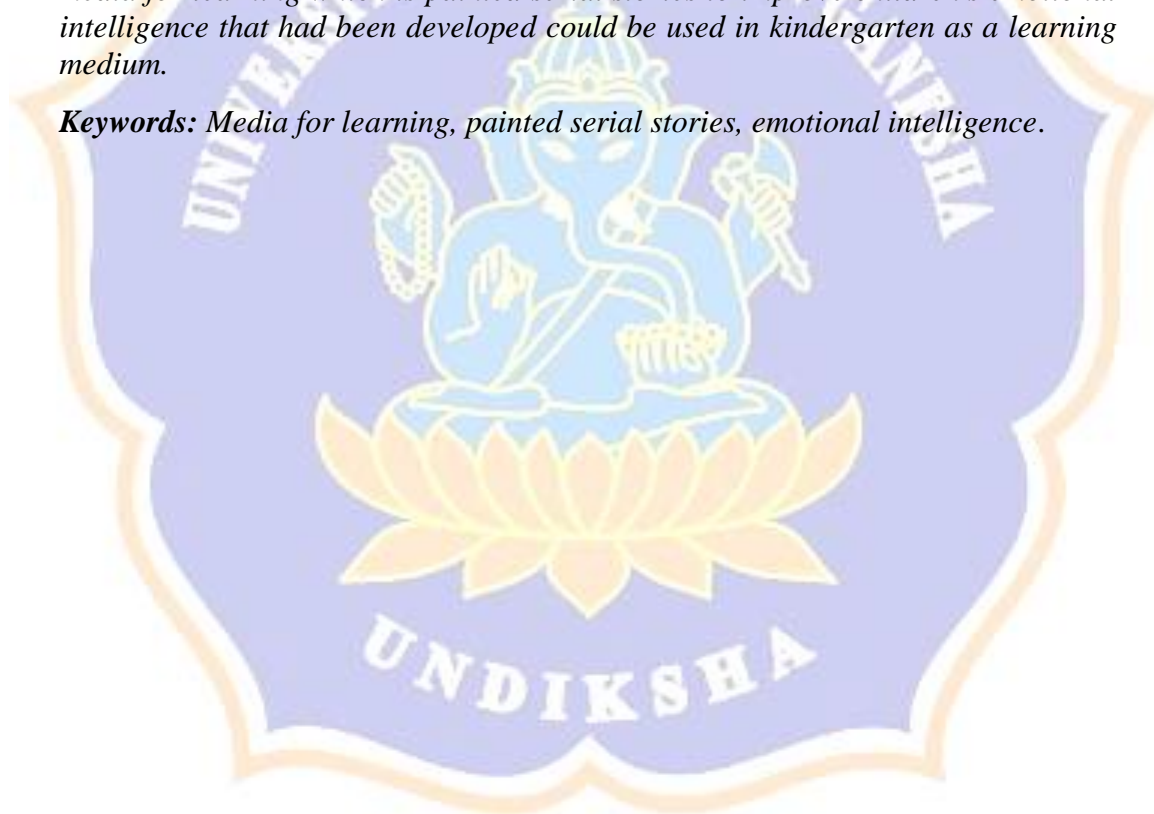 intelligence that had been developed could be used in kindergarten as a learning
medium.
Keywords: Media for learning, painted serial stories, emotional intelligence.
UNDIKSHA